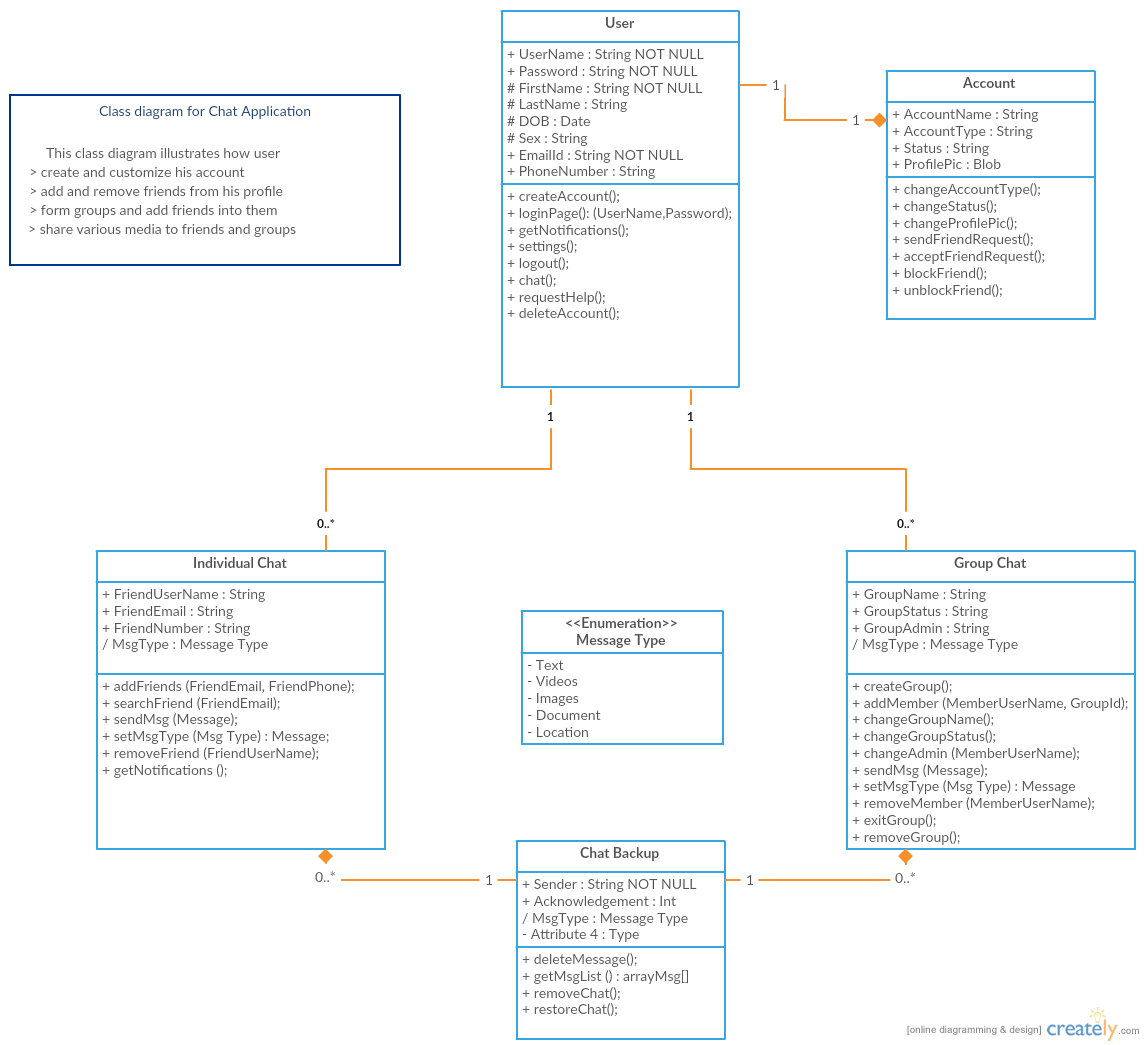 Class diagram for Chat Application
This class diagram illustrates how user
> create and customize his account
> add and remove friends from his profile
> form groups and add friends into them
> share various media to friends and groups
User
+ UserName : String NOT NULL
+ Password : String NOT NULL
# FirstName : String NOT NULL
# LastName : String
# DOB : Date
# Sex : String
+ EmailId : String NOT NULL
+ PhoneNumber : String
+ createAccount();
+ loginPage(): (UserName,Password);
+ getNotifications();
+ settings();
+ logout();
+ chat();
+ requestHelp();
+ deleteAccount();
1
1
Account
+ AccountName : String
+ AccountType : String
+ Status : String
+ ProfilePic : Blob
+ changeAccountType();
+ changeStatus();
+ changeProfilePic();
+ sendFriendRequest();
+ acceptFriendRequest();
+ blockFriend();
+ unblockFriend();
1
1
0..*
0..*
Individual Chat
+ FriendUserName : String
+ FriendEmail : String
+ FriendNumber : String
/ MsgType : Message Type
+ addFriends (FriendEmail, FriendPhone);
+ searchFriend (FriendEmail);
+ sendMsg (Message);
+ setMsgType (Msg Type) : Message;
+ removeFriend (FriendUserName);
+ getNotifications ();
<<Enumeration>>
Message Type
- Text
- Videos
- Images
- Document
- Location
Group Chat
+ GroupName : String
+ GroupStatus : String
+ GroupAdmin : String
/ MsgType : Message Type
+ createGroup();
+ addMember (MemberUserName, GroupId);
+ changeGroupName();
+ changeGroupStatus();
+ changeAdmin (MemberUserName);
+ sendMsg (Message);
+ setMsgType (Msg Type) : Message
+ removeMember (MemberUserName);
+ exitGroup();
+ removeGroup();
0..*
1
Chat Backup
+ Sender : String NOT NULL
+ Acknowledgement : Int
/ MsgType : Message Type
- Attribute 4 : Type
+ deleteMessage();
+ getMsgList () : arrayMsg[]
+ removeChat();
+ restoreChat();
1
0..*
[online diagramming & design] creately.com